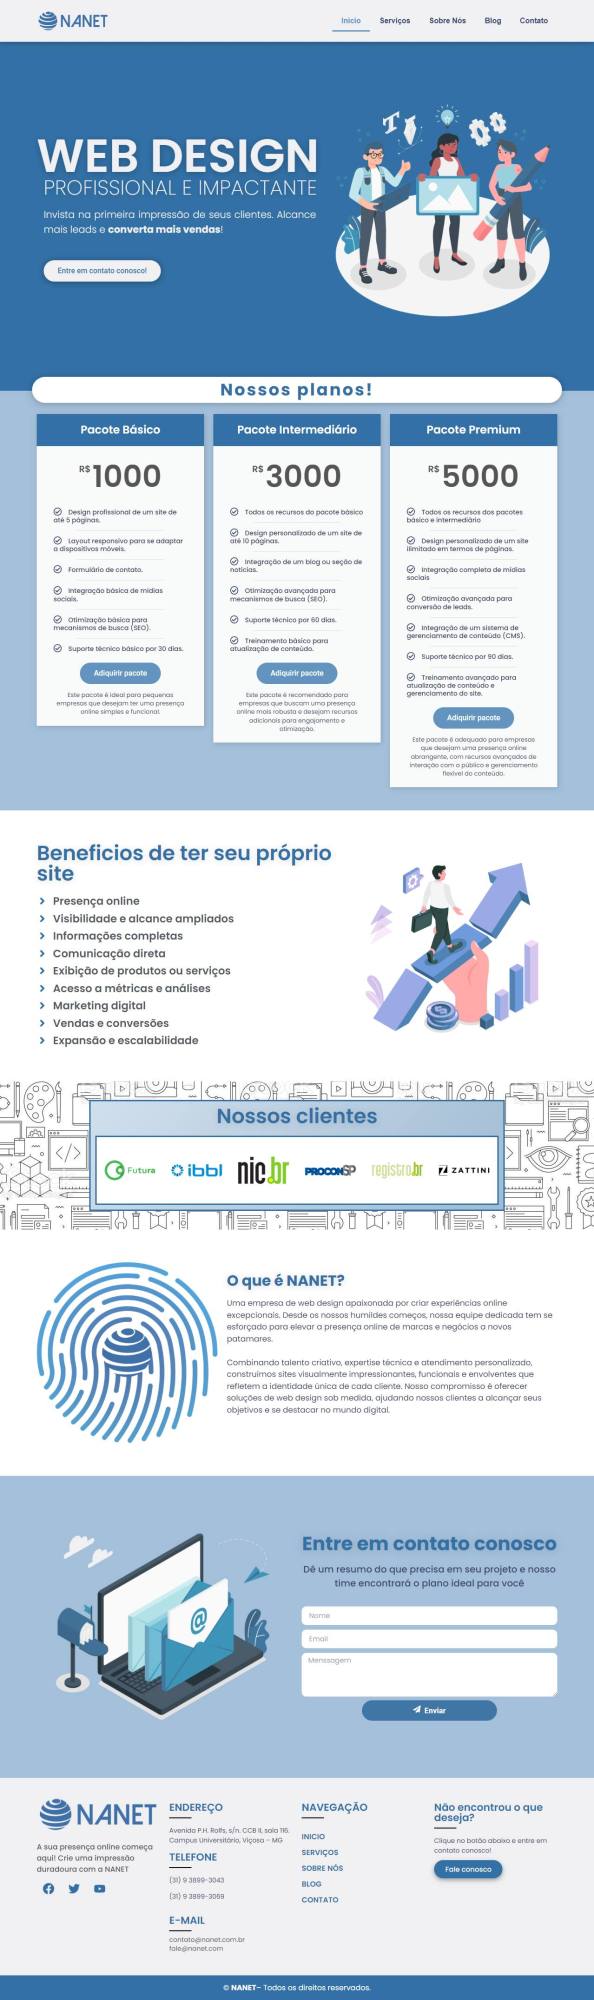 NANET
Inicio Serviços Sobre Nós Blog Contato
WEB DESIGN
PROFISSIONAL E IMPACTANTE
Invista na primeira impressão de seus clientes. Alcance
mais leads e converta mais vendas!
Entre em contato conosco!
Nossos planos!
Pacote Básico
R$ 1000
Design profissional de um site de
até 5 páginas.
Layout responsivo para se adaptar
a dispositivos móveis.
Formulário de contato.
Integração básica de mídias
sociais.
Otimização básica para
mecanismos de busca (SEO).
Suporte técnico básico por 30 dias.
Adiquirir pacote
Este pacote é ideal para pequenas
empresas que desejam ter uma presença
online simples e funcional.
Pacote Intermediário
R$ 3000
Todos os recursos do pacote básico
Design personalizado de um site de
até 10 páginas.
Integração de um blog ou seção de
notícias.
Otimização avançada para
mecanismos de busca (SEO).
Suporte técnico por 60 dias.
Treinamento básico para
atualização de conteúdo.
Adiquirir pacote
Este pacote é recomendado para
empresas que buscam uma presença
online mais robusta e desejam recursos
adicionais para engajamento e
otimização.
Pacote Premium
R$ 5000
Todos os recursos dos pacotes
básico e intermediário
Design personalizado de um site
ilimitado em termos de páginas.
Integração completa de mídias
sociais
Otimização avançada para
conversão de leads.
Integração de um sistema de
gerenciamento de conteúdo (CMS).
Suporte técnico por 90 dias.
Treinamento avançado para
atualização de conteúdo e
gerenciamento do site.
Adiquirir pacote
Este pacote é adequado para empresas
que desejam uma presença online
abrangente, com recursos avançados de
interação com o público e gerenciamento
flexível do conteúdo.
Beneficios de ter seu próprio
site
Presença online
Visibilidade e alcance ampliados
Informações completas
Comunicação direta
Exibição de produtos ou serviços
Acesso a métricas e análises
Marketing digital
Vendas e conversões
Expansão e escalabilidade
Nossos clientes
Futura ibbl nic.br PROCONSP registro.br ZATTINI
O que é NANET?
Uma empresa de web design apaixonada por criar experiências online
excepcionais. Desde os nossos humildes começos, nossa equipe dedicada tem se
esforçado para elevar a presença online de marcas e negócios a novos
patamares.
Combinando talento criativo, expertise técnica e atendimento personalizado,
construímos sites visualmente impressionantes, funcionais e envolventes que
refletem a identidade única de cada cliente. Nosso compromisso é oferecer
soluções de web design sob medida, ajudando nossos clientes a alcançar seus
objetivos e se destacar no mundo digital.
Entre em contato conosco
Dê um resumo do que precisa em seu projeto e nosso
time encontrará o plano ideal para você
Nome
Email
Menssagem
Enviar
NANET
A sua presença online começa
aqui! Crie uma impressão
duradoura com a NANET
ENDEREÇO
Avenida P.H. Rolfs, s/n. CCB II, sala 116.
Campus Universitário, Viçosa – MG
TELEFONE
(31) 9 3899-3043
(31) 9 3899-3069
E-MAIL
contato@nanet.com.br
fale@nanet.com
NAVEGAÇÃO
INICIO
SERVIÇOS
SOBRE NÓS
BLOG
CONTATO
Não encontrou o que
deseja?
Clique no botão abaixo e entre em
contato conosco!
Fale conosco
© NANET– Todos os direitos reservados.